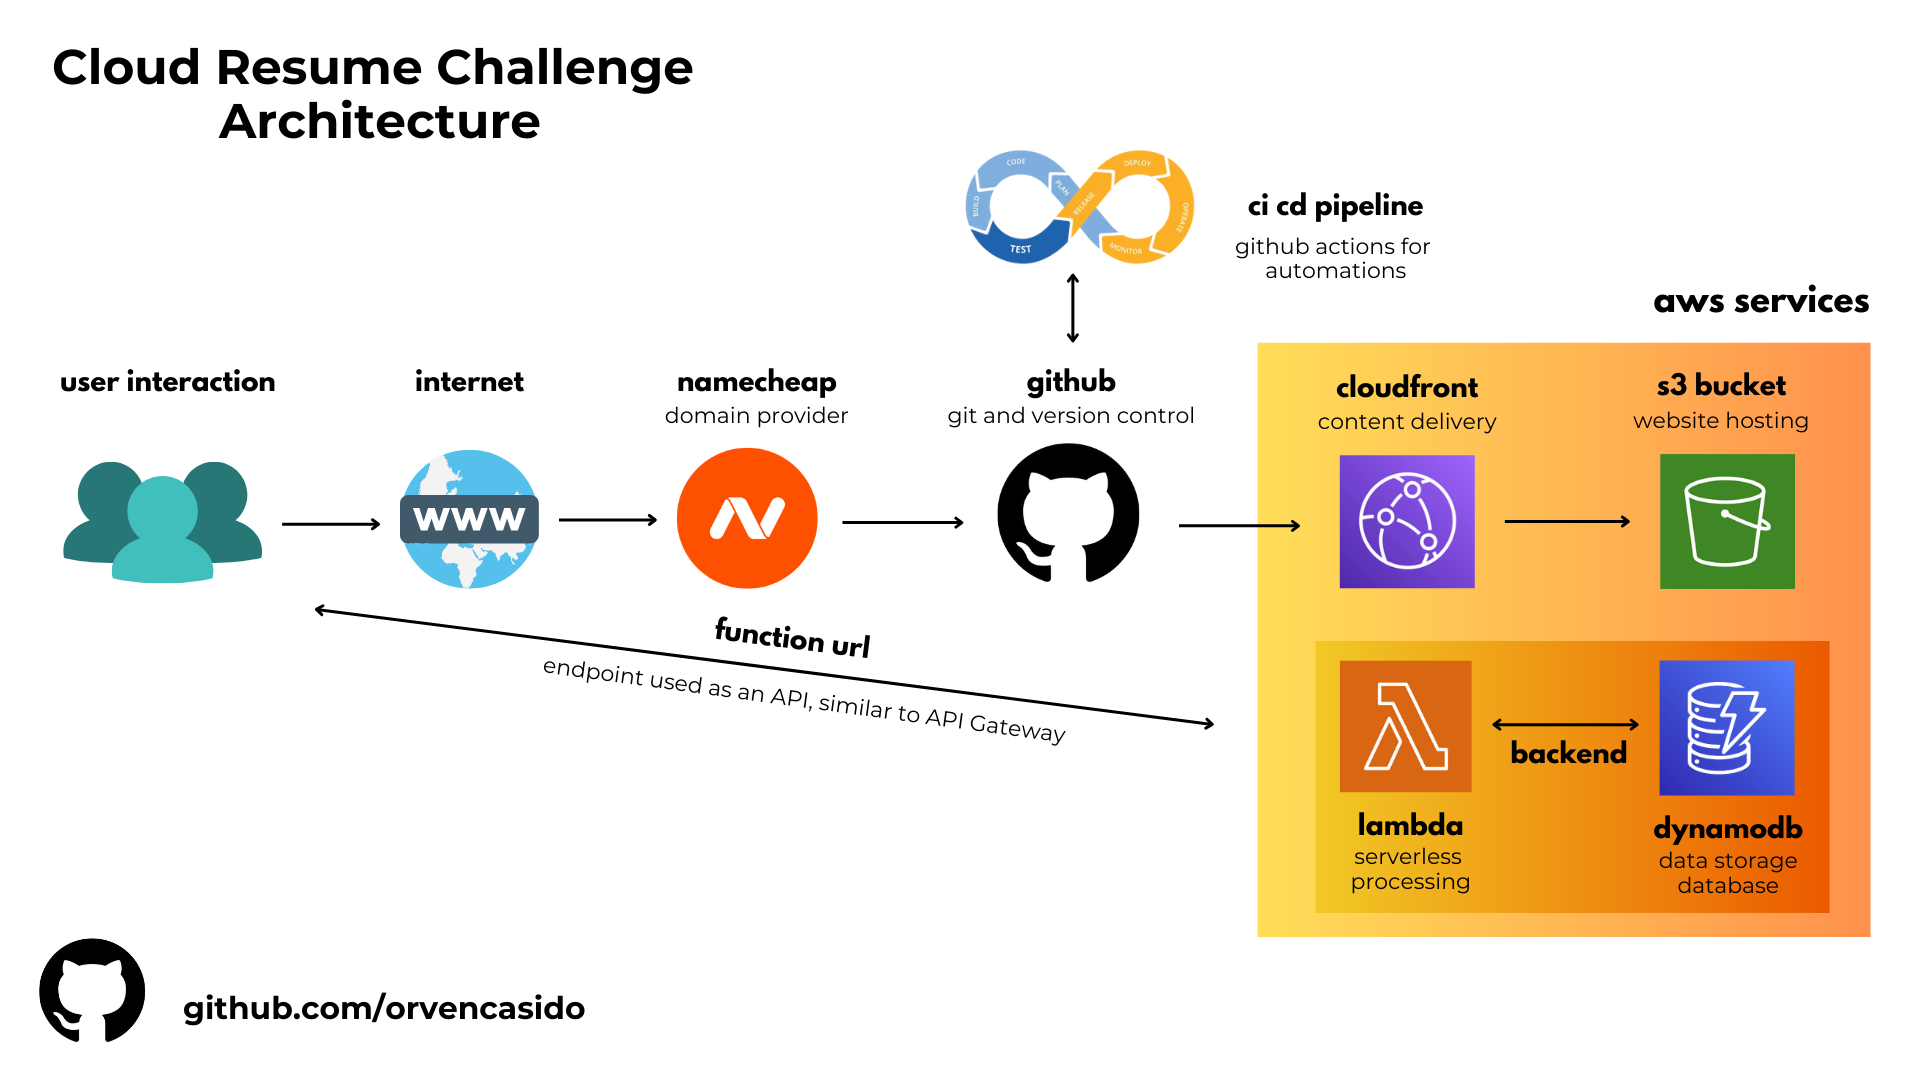 Cloud Resume Challenge
Architecture
CODE
PLAN
BUILD
TEST
RELEASE
DEPLOY
OPERATE
MONITOR
ci cd pipeline
github actions for
automations
aws services
user interaction
internet
WWW
namecheap
domain provider
github
git and version control
cloudfront
content delivery
s3 bucket
website hosting
function url
endpoint used as an API, similar to API Gateway
backend
lambda
serverless
processing
dynamodb
data storage
database
github.com/orvencasido